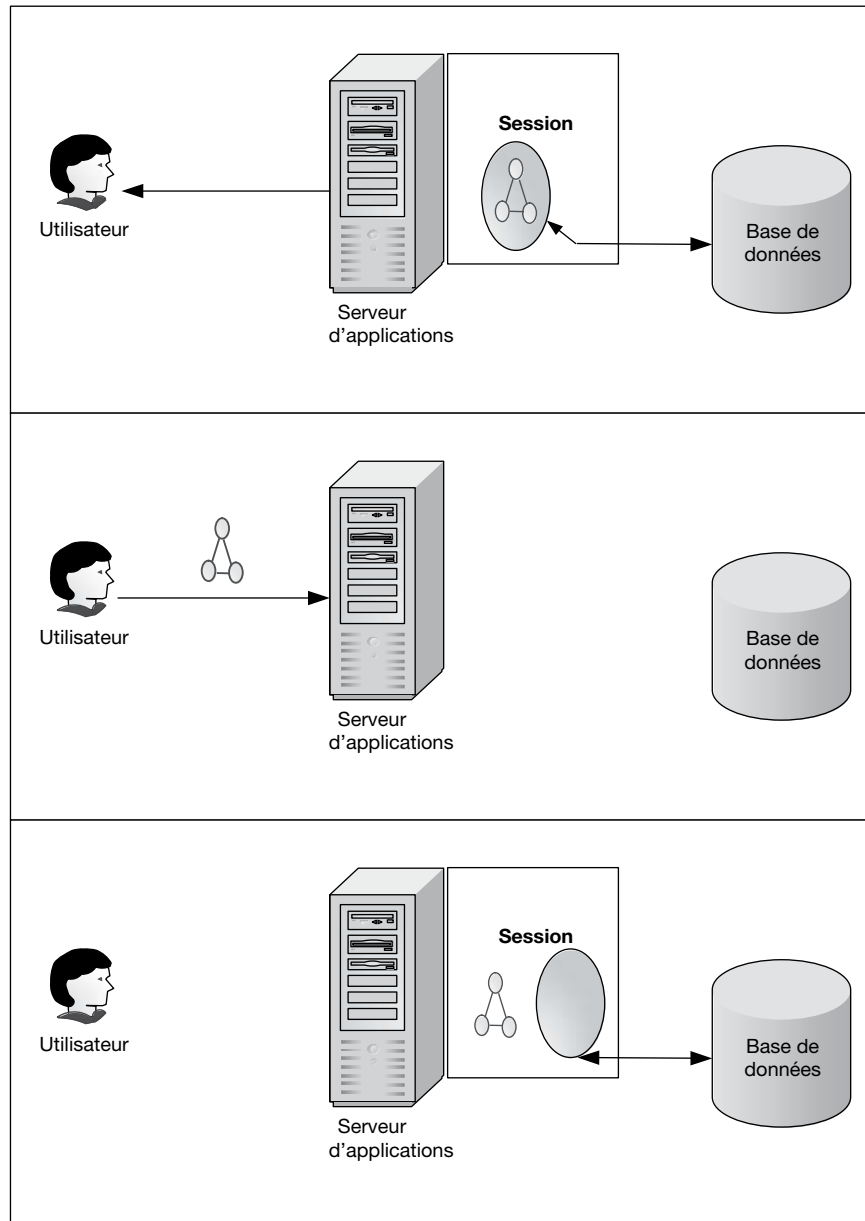 Session
Utilisateur
Base de
données
Serveur
d'applications
Utilisateur
Base de
données
Serveur
d'applications
Session
Utilisateur
Base de
données
Serveur
d'applications